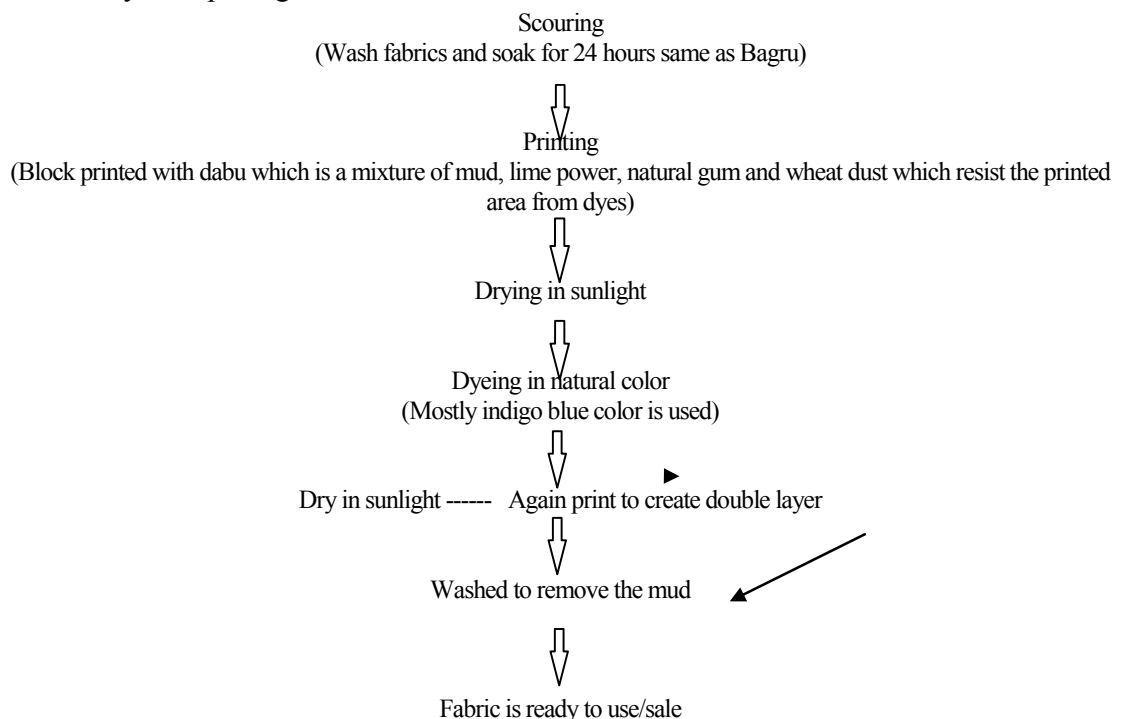 Scouring
(Wash fabrics and soak for 24 hours same as Bagru)
Printing
(Block printed with dabu which is a mixture of mud, lime power, natural gum and wheat dust which resist the printed
area from dyes)
Drying in sunlight
Dyeing in natural color
(Mostly indigo blue color is used)
Dry in sunlight ------ Again print to create double layer
Washed to remove the mud
Fabric is ready to use/sale